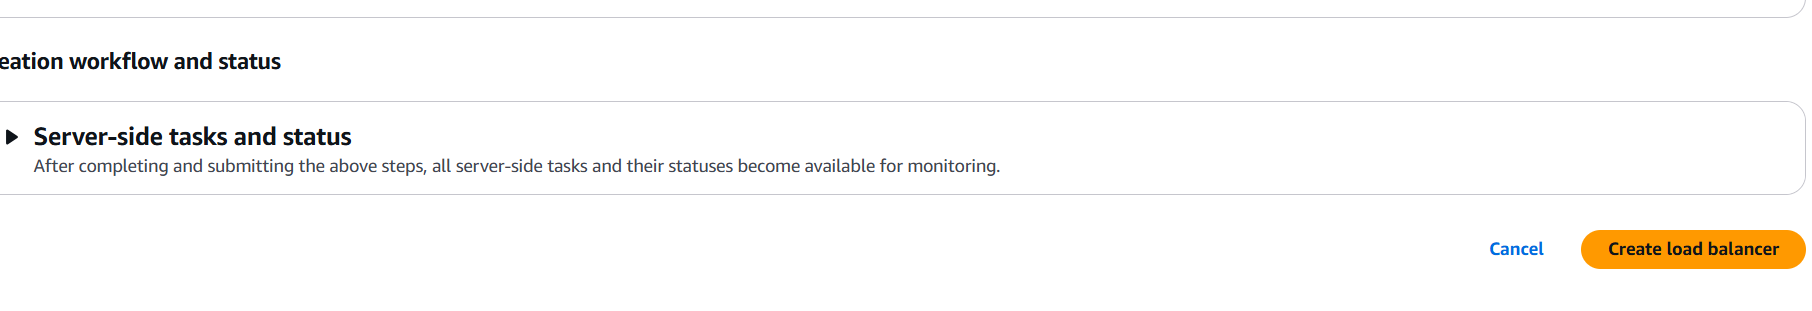 eation workflow and status
Server-side tasks and status
After completing and submitting the above steps, all server-side tasks and their statuses become available for monitoring.
Cancel
Create load balancer